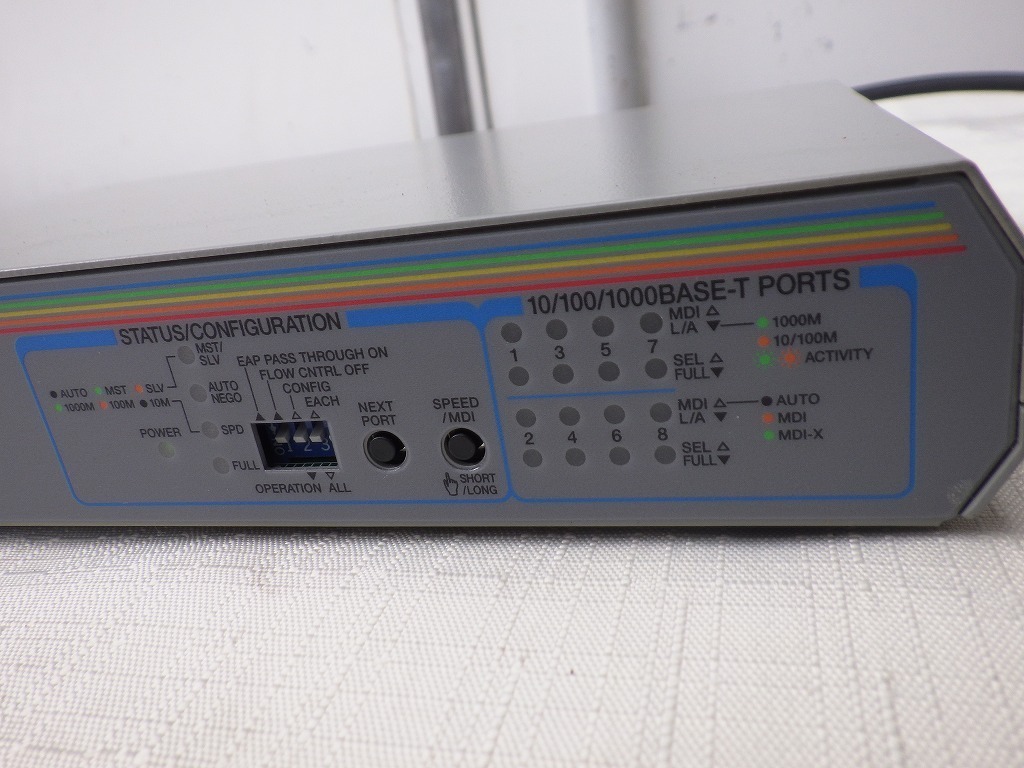 STATUS/CONFIGURATION
MST/
SLV
AUTO MST SLV
1000M 100M 10M
AUTO
NEGO
POWER
SPD
FULL
EAP PASS THROUGH ON
FLOW CNTRL OFF
CONFIG
EACH
1 2 3
OPERATION ALL
NEXT
PORT
SPEED
/MDI
SHORT
/LONG
10/100/1000BASE-T PORTS
MDI △
L/A ▼
1 3 5 7
SEL △
FULL▼
1000M
10/100M
ACTIVITY
MDI △
L/A ▼
2 4 6 8
SEL △
FULL▼
AUTO
MDI
MDI-X